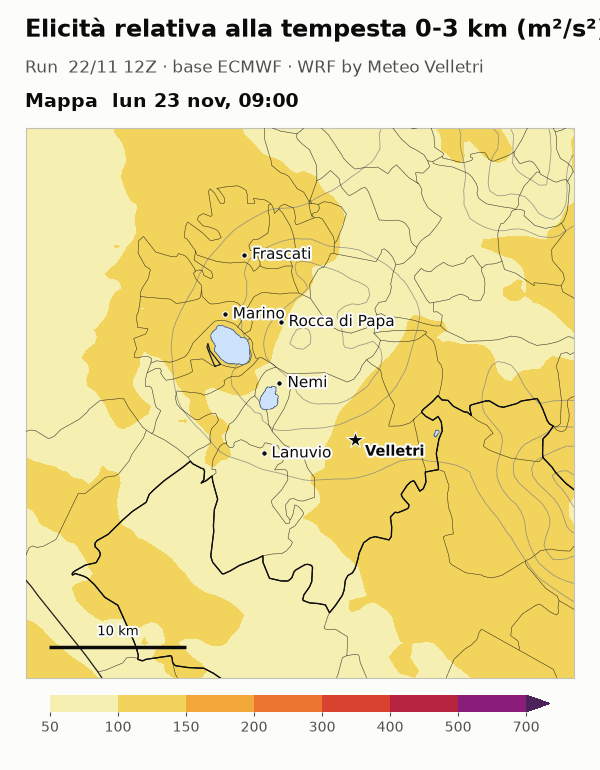 Elicità relativa alla tempesta 0-3 km (m²/s²)
Run 22/11 12Z · base ECMWF · WRF by Meteo Velletri
Mappa lun 23 nov, 09:00
Frascati
Marino
Rocca di Papa
Nemi
Velletri
Lanuvio
10 km
50 100 150 200 300 400 500 700